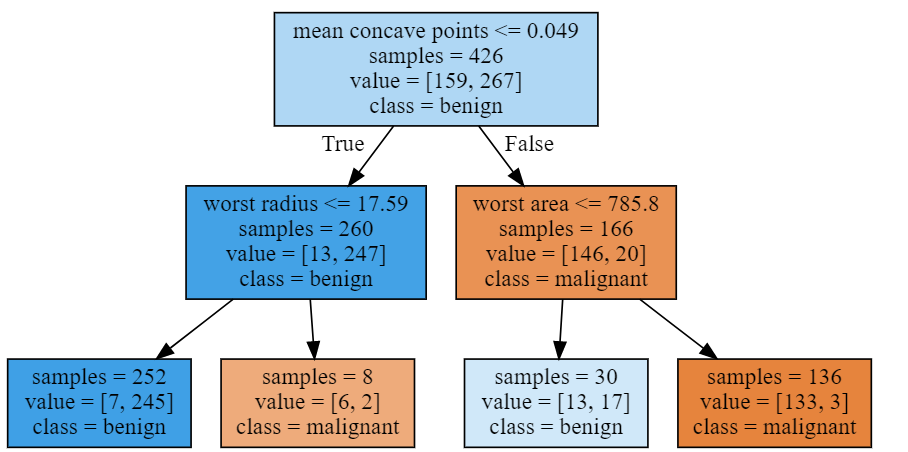 mean concave points <= 0.049
samples = 426
value = [159, 267]
class = benign
True
False
worst radius <= 17.59
samples = 260
value = [13, 247]
class = benign
worst area <= 785.8
samples = 166
value = [146, 20]
class = malignant
samples = 252
value = [7, 245]
class = benign
samples = 8
value = [6, 2]
class = malignant
samples = 30
value = [13, 17]
class = benign
samples = 136
value = [133, 3]
class = malignant